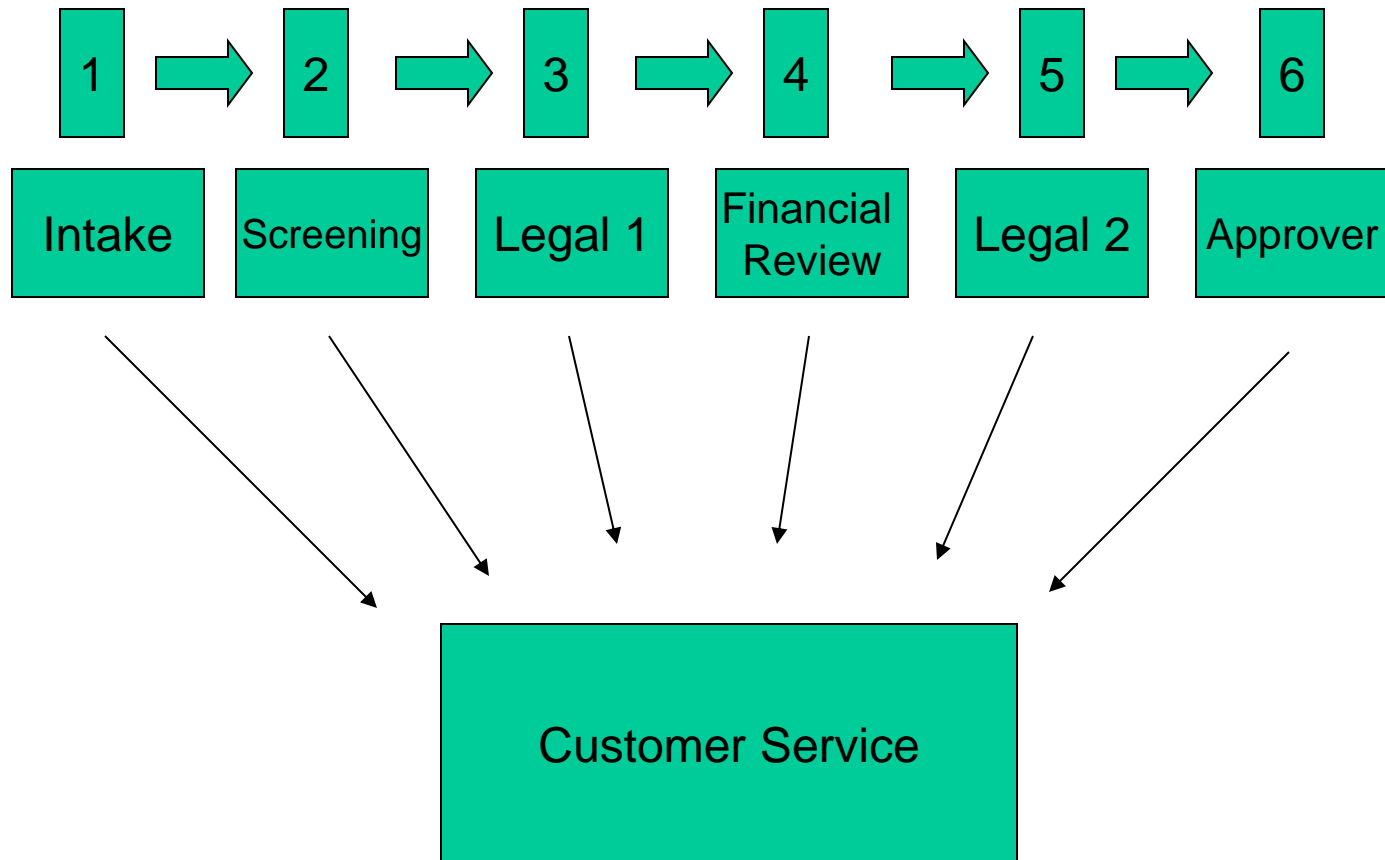 1 2 3 4 5 6
Intake Screening Legal 1 Financial Review Legal 2 Approver
Customer Service